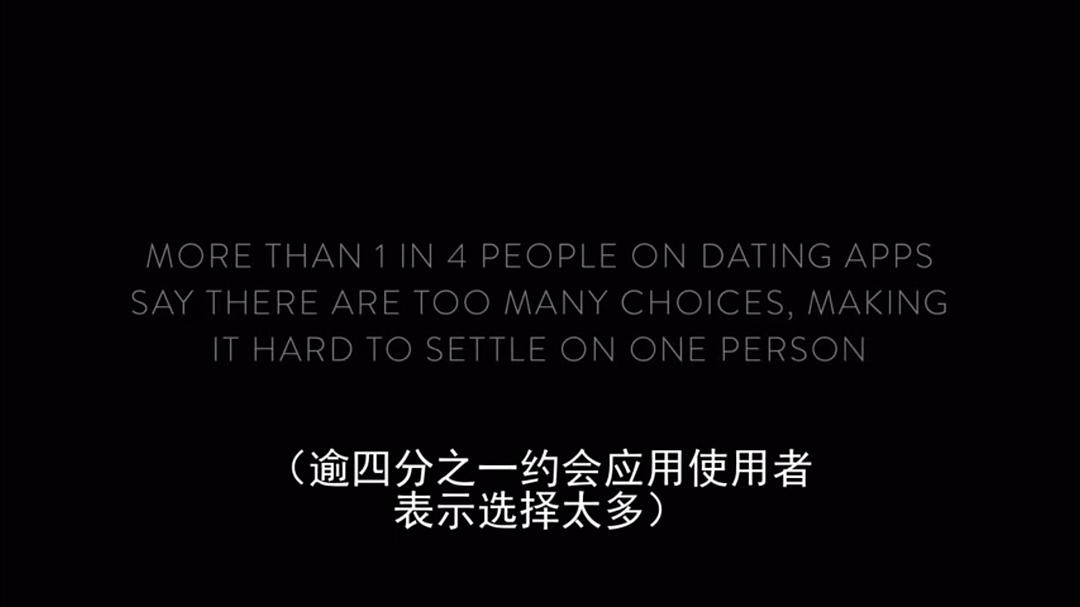 MORE THAN 1 IN 4 PEOPLE ON DATING APPS
SAY THERE ARE TOO MANY CHOICES, MAKING
IT HARD TO SETTLE ON ONE PERSON
（逾四分之一约会应用使用者
表示选择太多）